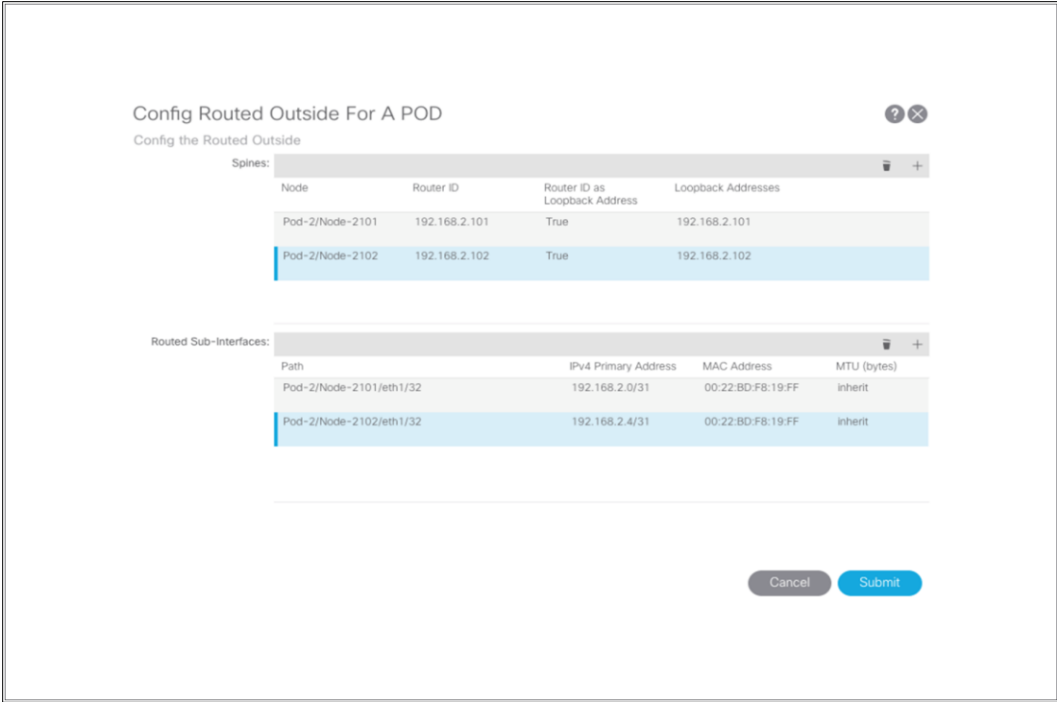 Config Routed Outside For A POD
Config the Routed Outside
Spines:
Node Router ID Router ID as Loopback Address Loopback Addresses
Pod-2/Node-2101 192.168.2.101 True 192.168.2.101
Pod-2/Node-2102 192.168.2.102 True 192.168.2.102
Routed Sub-Interfaces:
Path IPv4 Primary Address MAC Address MTU (bytes)
Pod-2/Node-2101/eth1/32 192.168.2.0/31 00:22:BD:F8:19:FF inherit
Pod-2/Node-2102/eth1/32 192.168.2.4/31 00:22:BD:F8:19:FF inherit
Cancel Submit